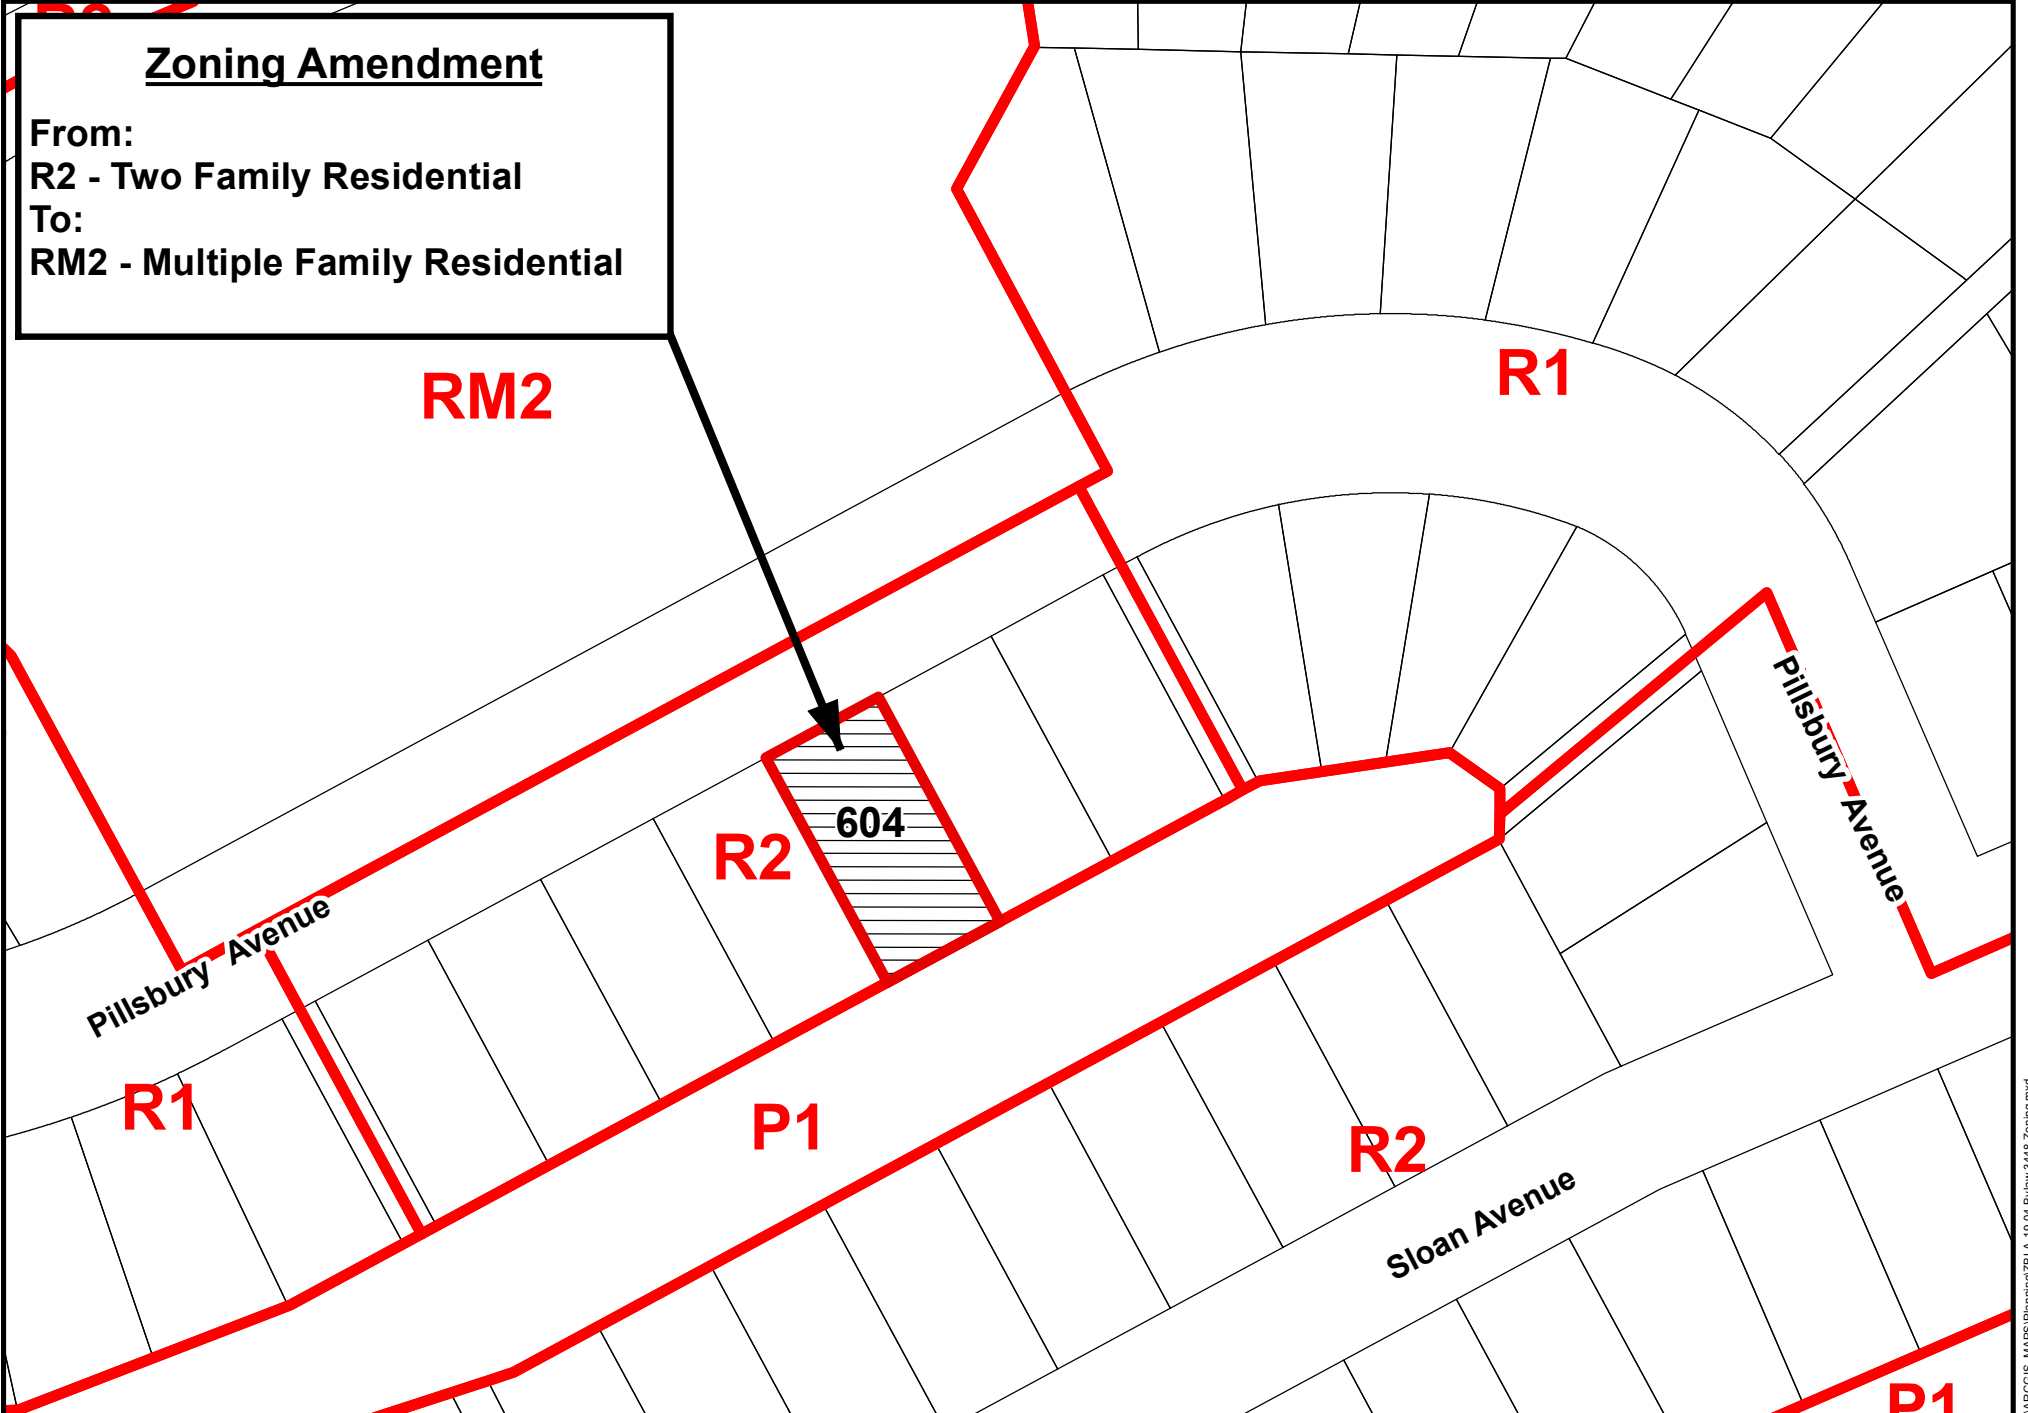 Zoning Amendment
From:
R2 - Two Family Residential
To:
RM2 - Multiple Family Residential
RM2
R1
Pillsbury Avenue
604
R2
Pillsbury Avenue
R1
P1
R2
Sloan Avenue
P1